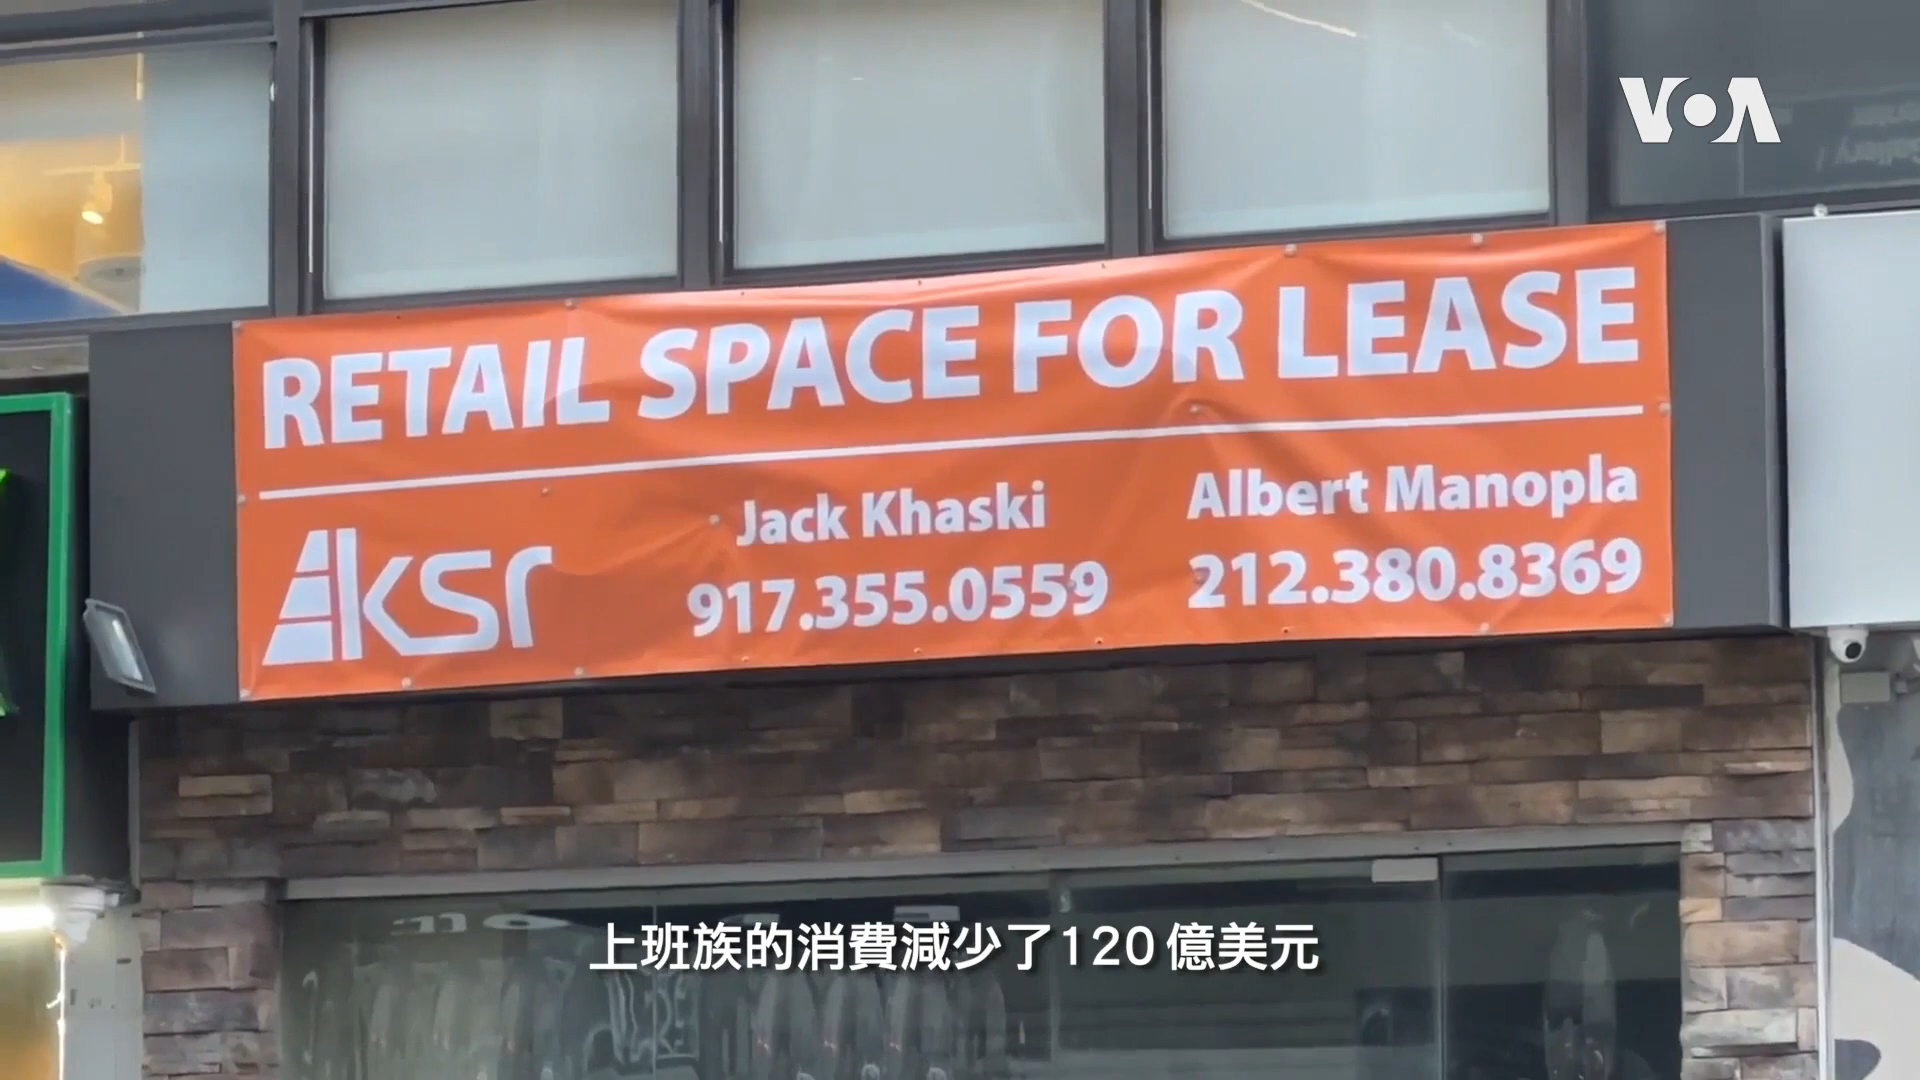 VOA
RETAIL SPACE FOR LEASE
ksr
Jack Khaski
917.355.0559
Albert Manopla
212.380.8369
上班族的消費減少了120億美元